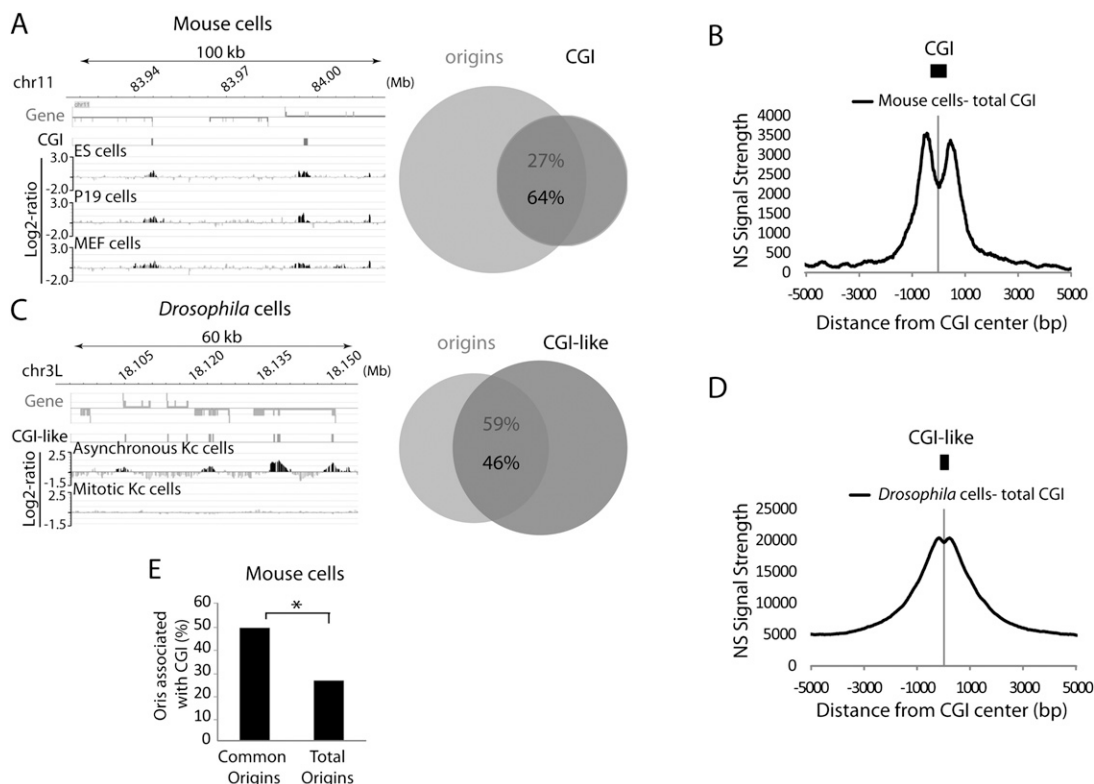 A
Mouse cells
100 kb
chr11
83.94
83.97
84.00
(Mb)
Gene
CGI
ES cells
3.0
-2.0
P19 cells
3.0
-2.0
MEF cells
3.0
-2.0
Log2-ratio
origins
CGI
27%
64%
B
CGI
Mouse cells- total CGI
NS Signal Strength
4000
3500
3000
2500
2000
1500
1000
500
0
-5000 -3000 -1000 1000 3000 5000
Distance from CGI center (bp)
C
Drosophila cells
60 kb
chr3L
18.105
18.120
18.135
18.150
(Mb)
Gene
CGI-like
Asynchronous Kc cells
2.5
-1.5
Mitotic Kc cells
2.5
-1.5
Log2-ratio
origins
CGI-like
59%
46%
D
CGI-like
Drosophila cells- total CGI
NS Signal Strength
25000
20000
15000
10000
5000
0
-5000 -3000 -1000 1000 3000 5000
Distance from CGI center (bp)
E
Mouse cells
Oris associated
with CGI (%)
60
50
40
30
20
10
0
*
Common
Origins
Total
Origins